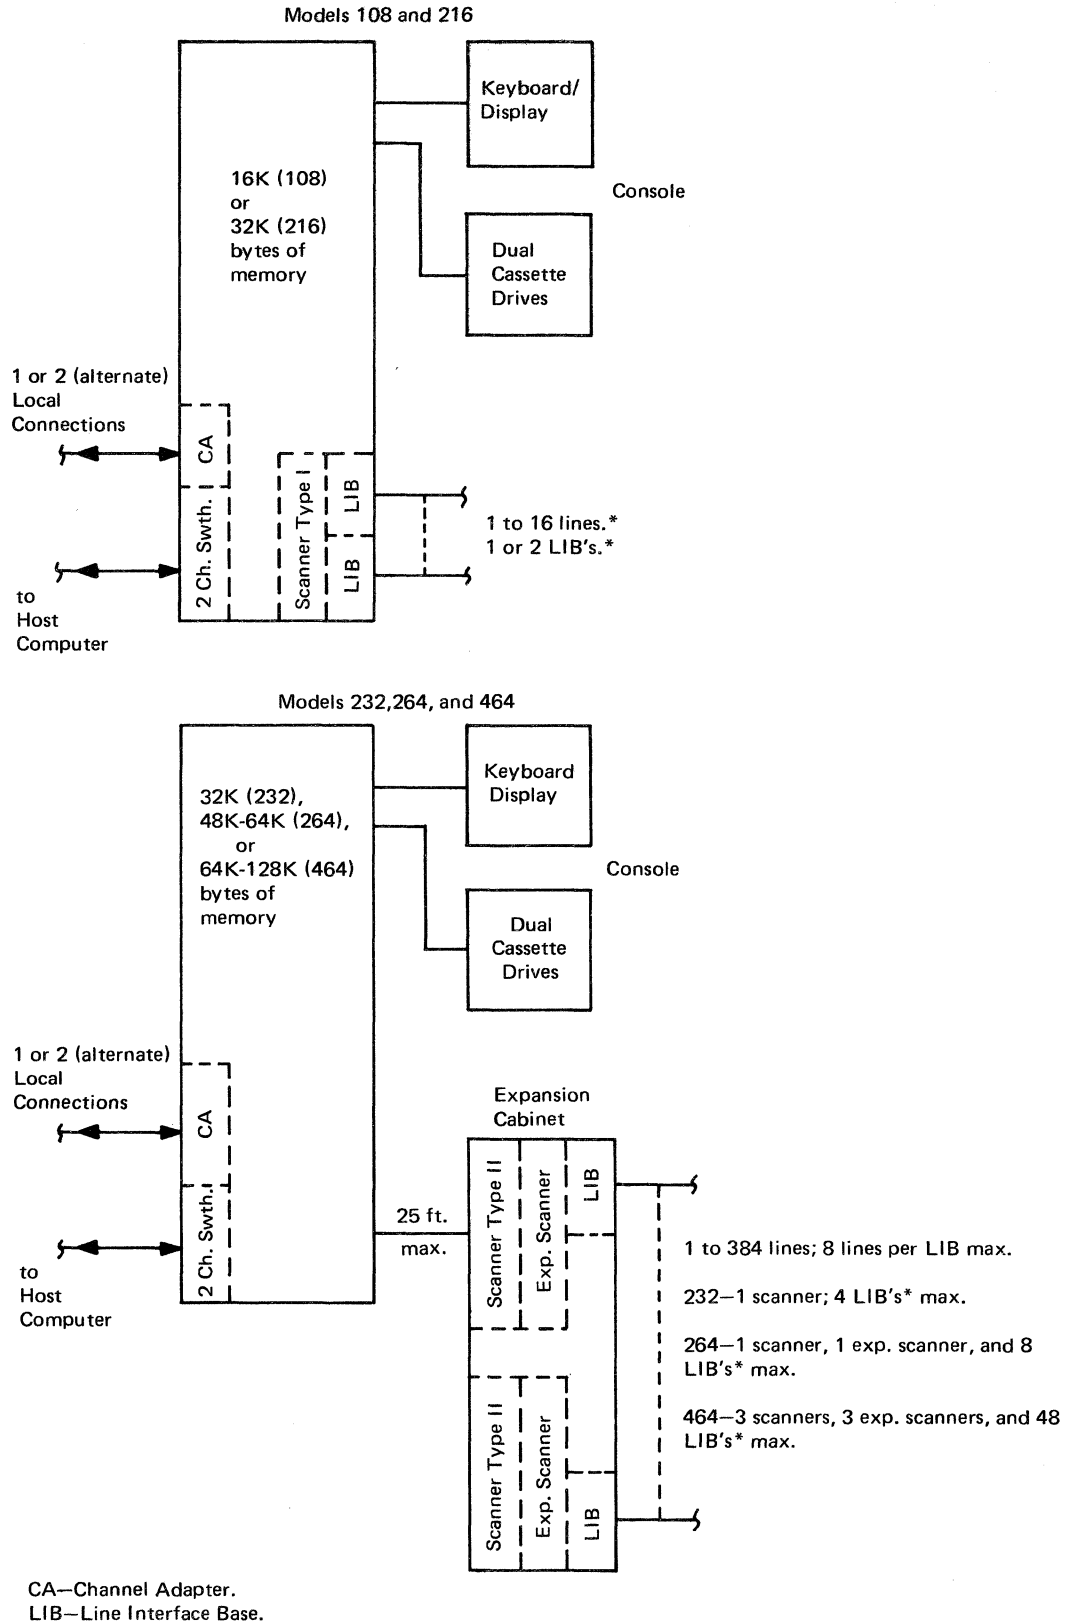 Models 108 and 216
Keyboard/
Display
16K (108)
or
32K (216)
bytes of
memory
Console
Dual
Cassette
Drives
1 or 2 (alternate)
Local
Connections
CA
2 Ch. Swth.
Scanner Type I
LIB
LIB
1 to 16 lines.*
1 or 2 LIB's.*
to
Host
Computer
Models 232,264, and 464
Keyboard
Display
32K (232),
48K-64K (264),
or
64K-128K (464)
bytes of
memory
Console
Dual
Cassette
Drives
1 or 2 (alternate)
Local
Connections
CA
2 Ch. Swth.
to
Host
Computer
25 ft.
max.
Expansion
Cabinet
Scanner Type II
Exp. Scanner
LIB
Scanner Type II
Exp. Scanner
LIB
1 to 384 lines; 8 lines per LIB max.
232—1 scanner; 4 LIB's* max.
264—1 scanner, 1 exp. scanner, and 8
LIB's* max.
464—3 scanners, 3 exp. scanners, and 48
LIB's* max.
CA—Channel Adapter.
LIB—Line Interface Base.